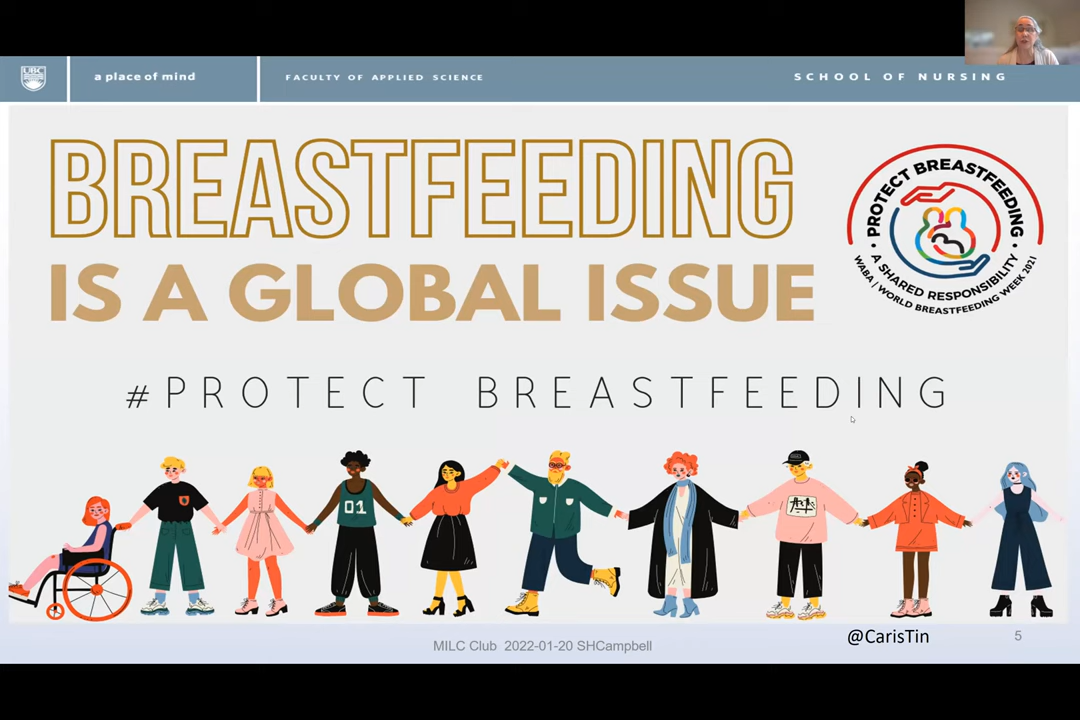 UBC
a place of mind
FACULTY OF APPLIED SCIENCE
SCHOOL OF NURSING
BREASTFEEDING
IS A GLOBAL ISSUE
PROTECT BREASTFEEDING
A SHARED RESPONSIBILITY
WABA | WORLD BREASTFEEDING WEEK 2021
#PROTECT BREASTFEEDING
01
MILC Club 2022-01-20 SHCampbell
@CarisTin
5